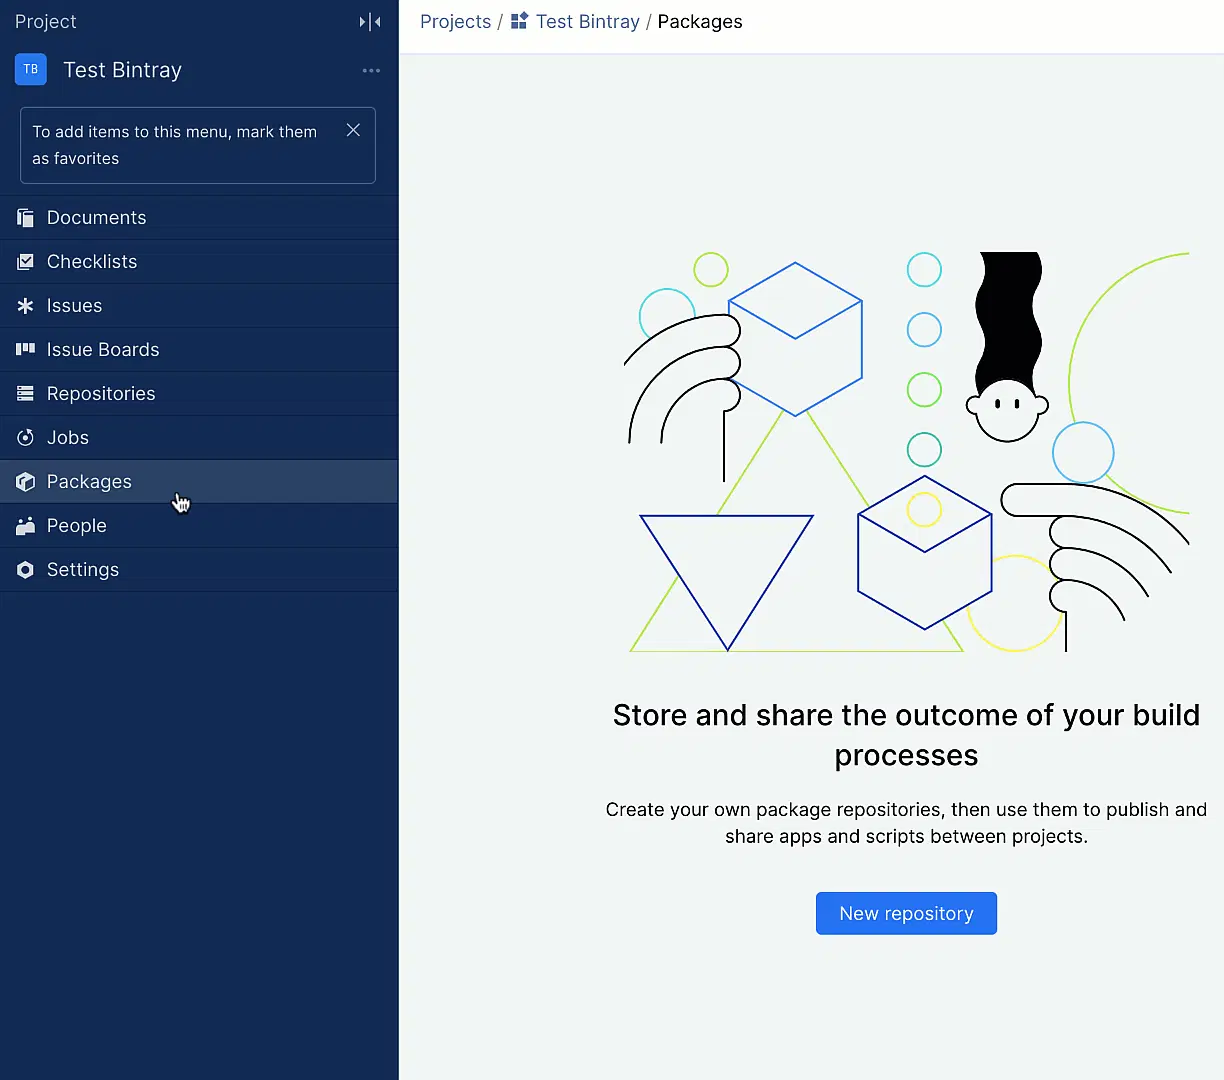 Project
TB
Test Bintray
To add items to this menu, mark them
as favorites
Documents
Checklists
Issues
Issue Boards
Repositories
Jobs
Packages
People
Settings
Projects / Test Bintray / Packages
Store and share the outcome of your build
processes
Create your own package repositories, then use them to publish and
share apps and scripts between projects.
New repository